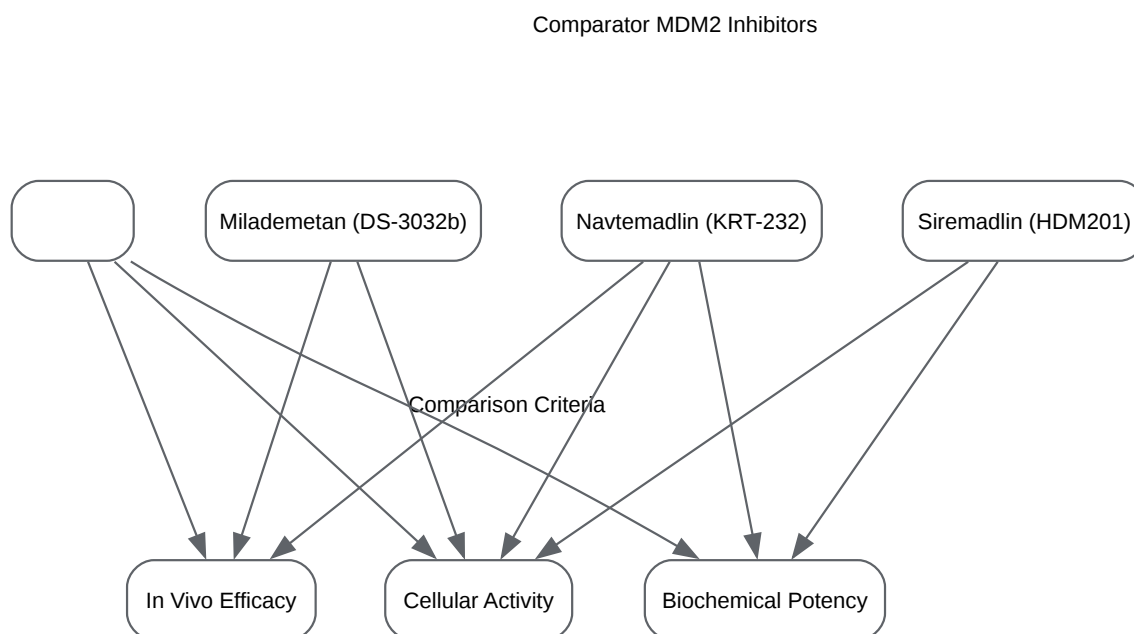 Comparator MDM2 Inhibitors
Milademetan (DS-3032b)
Navtemadlin (KRT-232)
Siremadlin (HDM201)
Comparison Criteria
In Vivo Efficacy
Cellular Activity
Biochemical Potency